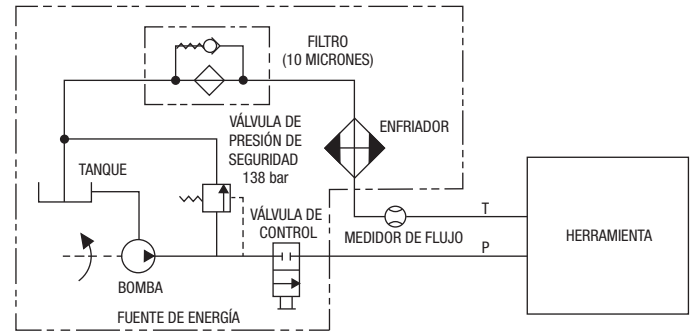 FILTRO
(10 MICRONES)
VÁLVULA DE
PRESIÓN DE
SEGURIDAD
138 bar
ENFRIADOR
TANQUE
VÁLVULA DE
CONTROL
T
MEDIDOR DE FLUJO
P
HERRAMIENTA
BOMBA
FUENTE DE ENERGÍA